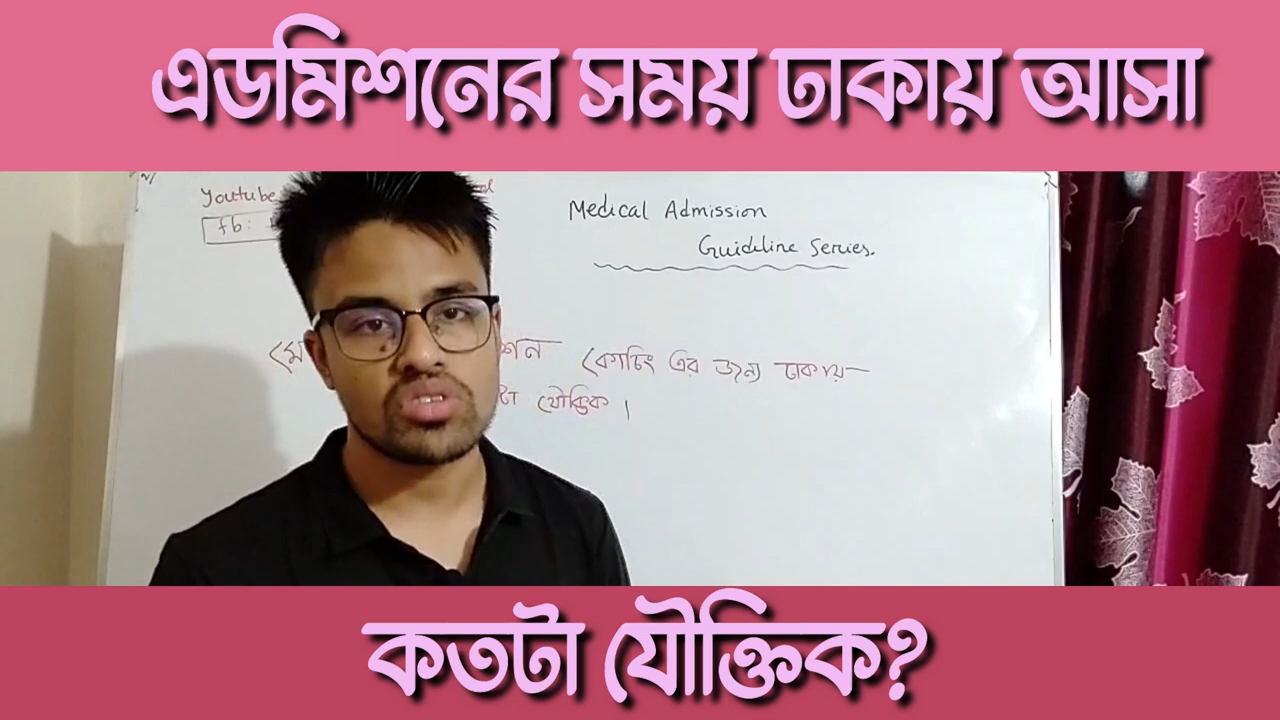 এডমিশনের সময় ঢাকায় আসা
Youtube
fb:
Medical Admission
Guideline Series.
কোচিং এর জন্য ঢাকায়
যৌক্তিক।
কতটা যৌক্তিক?